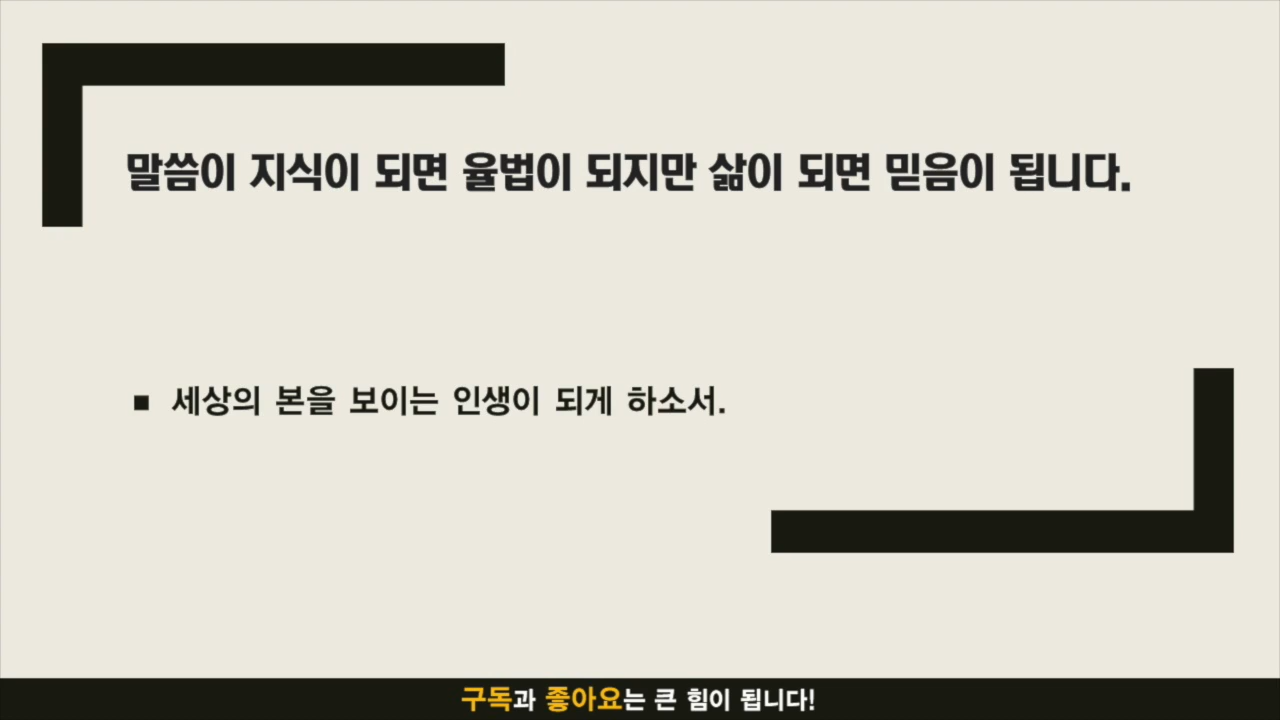 말씀이 지식이 되면 율법이 되지만 삶이 되면 믿음이 됩니다.
▪ 세상의 본을 보이는 인생이 되게 하소서.
구독과 좋아요는 큰 힘이 됩니다!